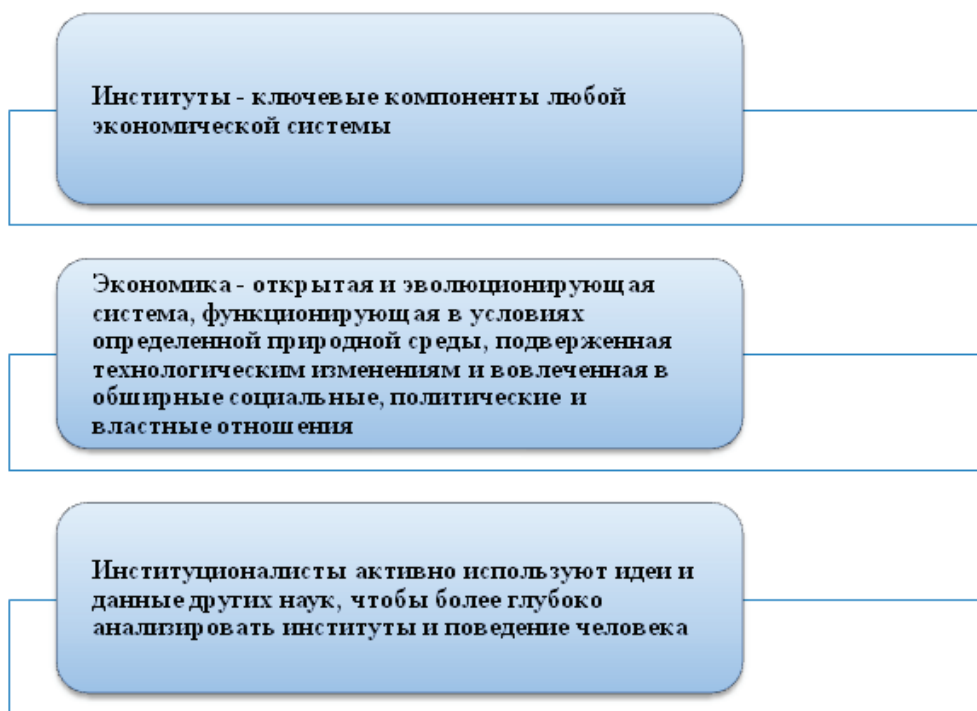 Институты - ключевые компоненты любой
экономической системы
Экономика - открытая и эволюционирующая
система, функционирующая в условиях
определенной природной среды, подверженная
технологическим изменениям и вовлеченная в
обширные социальные, политические и
властные отношения
Институционалисты активно используют идеи и
данные других наук, чтобы более глубоко
анализировать институты и поведение человека